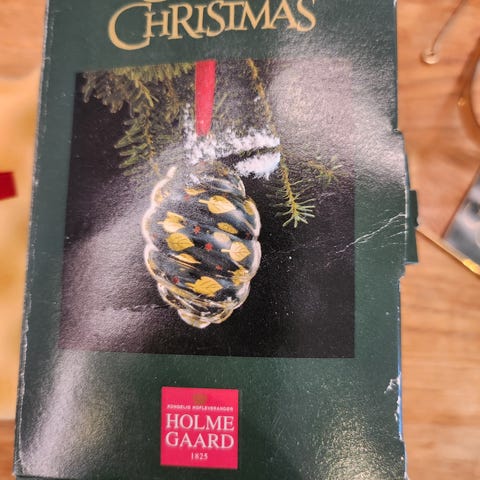 CHRISTMAS
KONGELIG HOFLEVERANDØR
HOLME
GAARD
1825